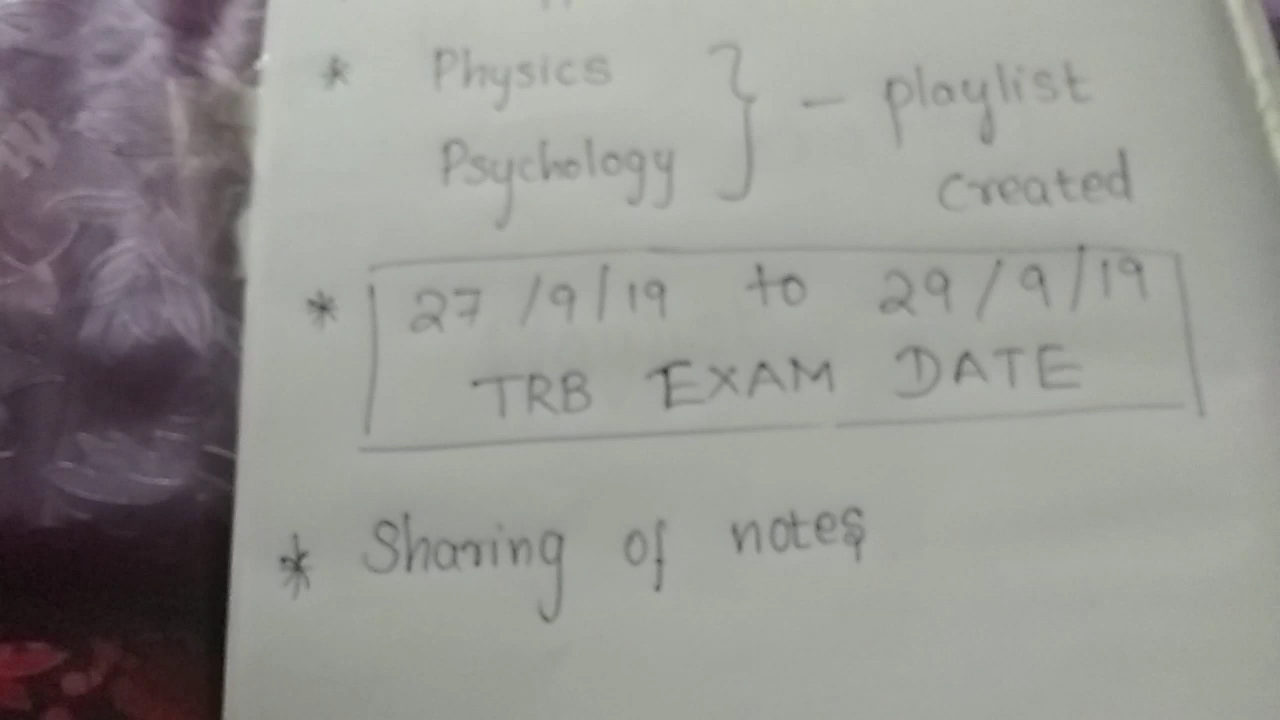 * Physics } - playlist
Psychology created
* 27/9/19 to 29/9/19
TRB EXAM DATE
* Sharing of notes